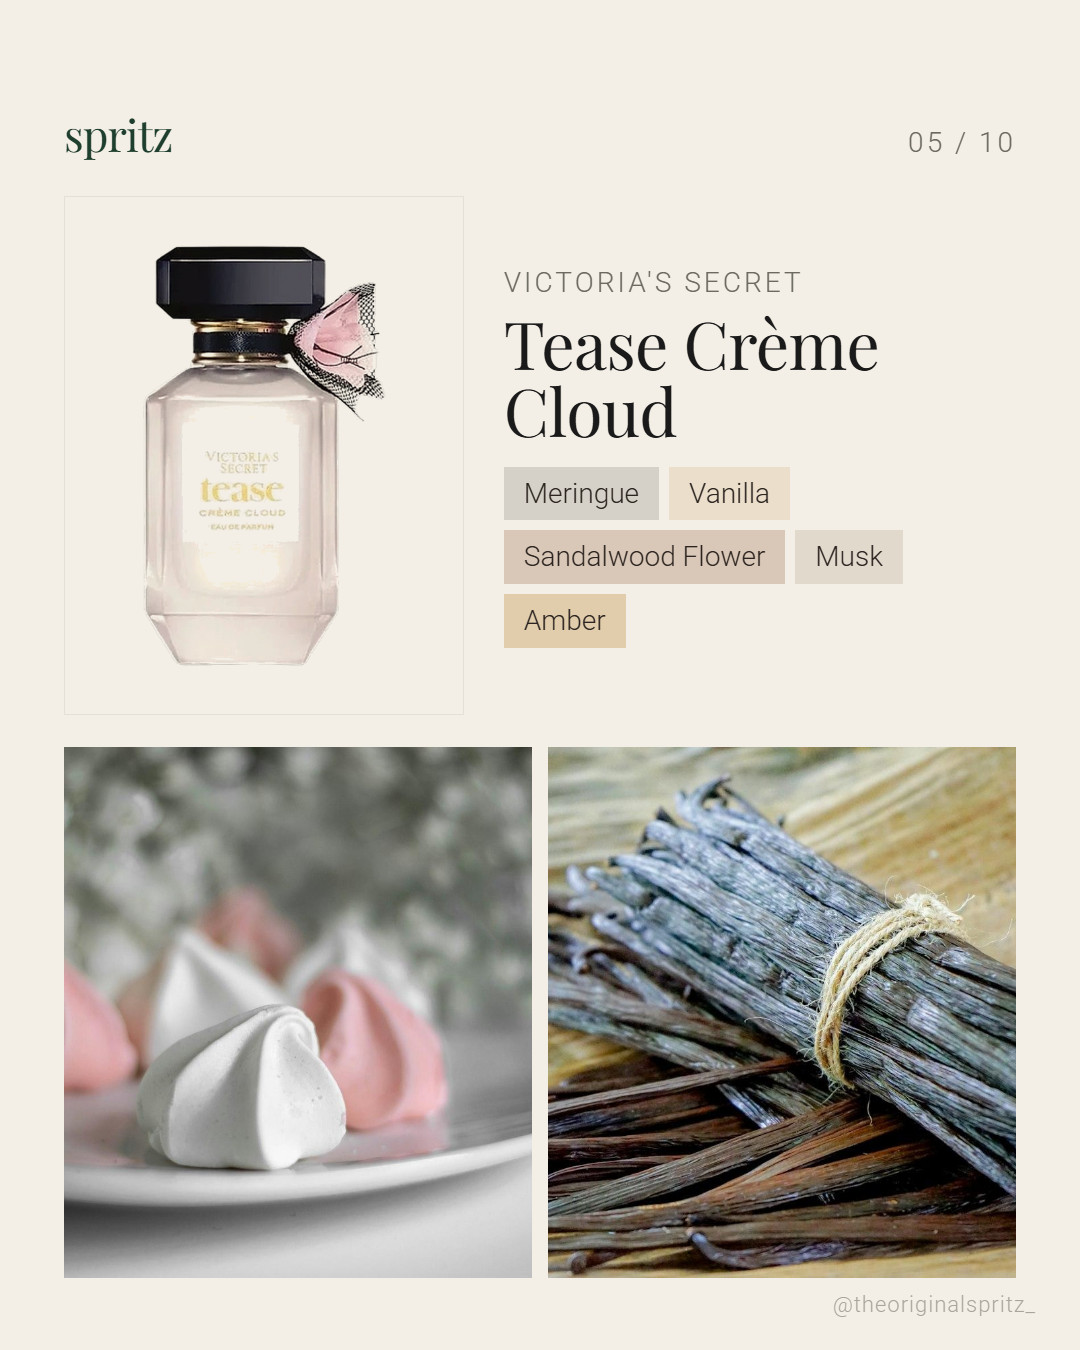 spritz
05 / 10
VICTORIA'S SECRET
Tease Crème
Cloud
Meringue
Vanilla
Sandalwood Flower
Musk
Amber
VICTORIA'S
SECRET
tease
CRÈME CLOUD
EAU DE PARFUM
@theoriginalspritz_